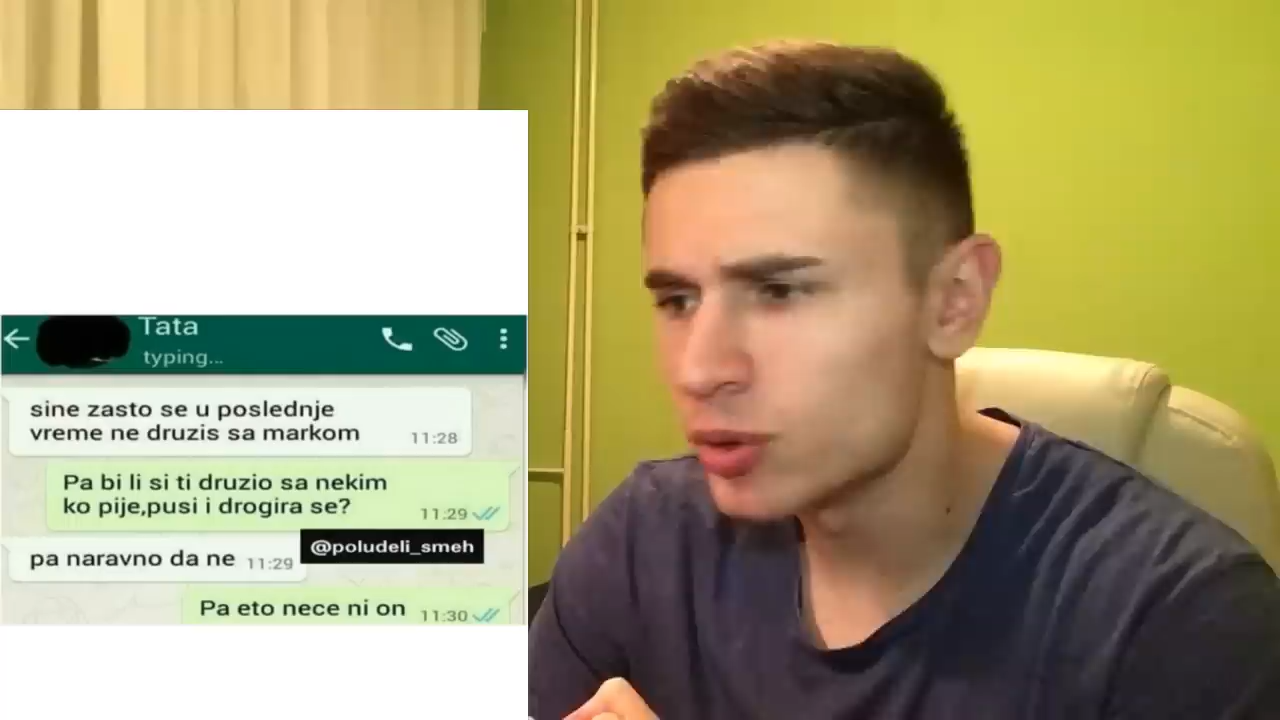 Tata
typing...
sine zasto se u poslednje
vreme ne druzis sa markom
11:28
Pa bi li si ti druzio sa nekim
ko pije,pusi i drogira se?
11:29
@poludeli_smeh
pa naravno da ne 11:29
Pa eto nece ni on 11:30